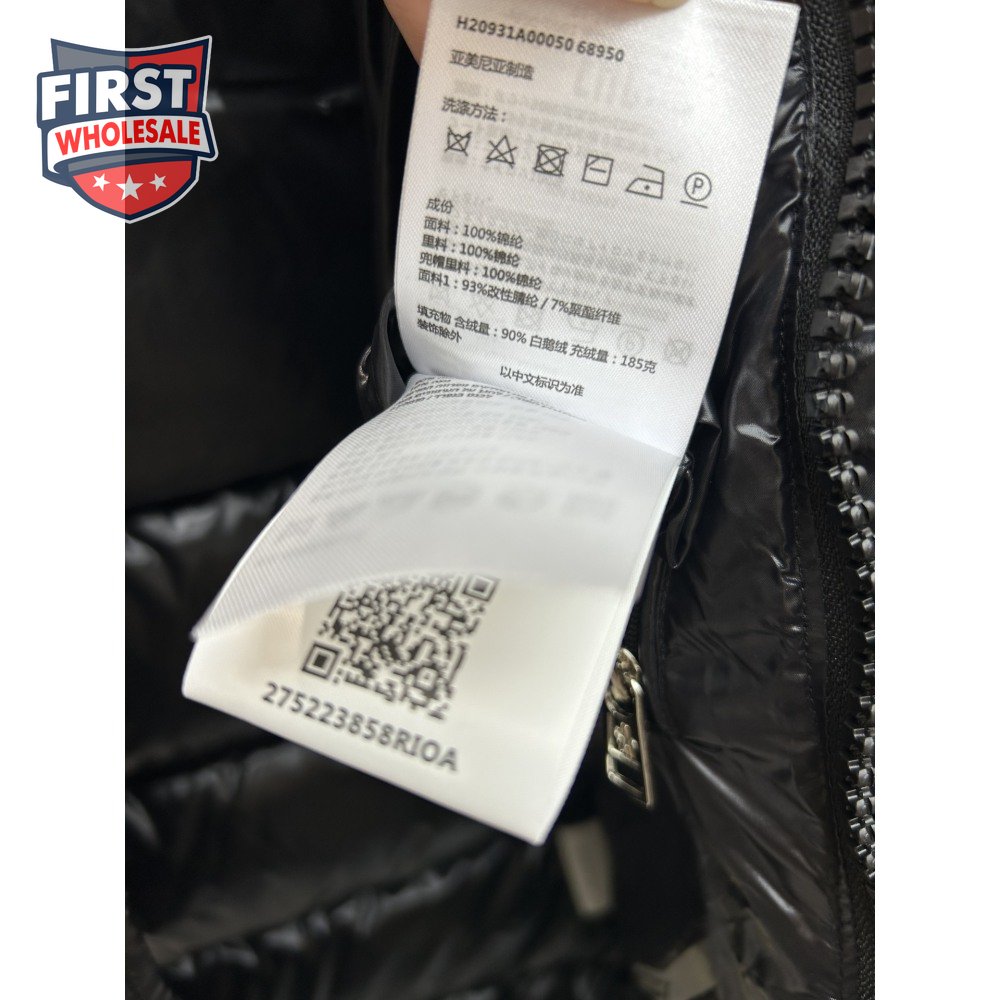 FIRST
WHOLESALE
H20931A00050 68950
亚美尼亚制造
洗涤方法：
P
成份
面料：100%锦纶
里料：100%锦纶
兜帽里料：100%锦纶
面料1：93%改性腈纶 / 7%聚酯纤维
填充物 含绒量：90% 白鹅绒 充绒量：185克
装饰除外
以中文标识为准
275223858RIOA